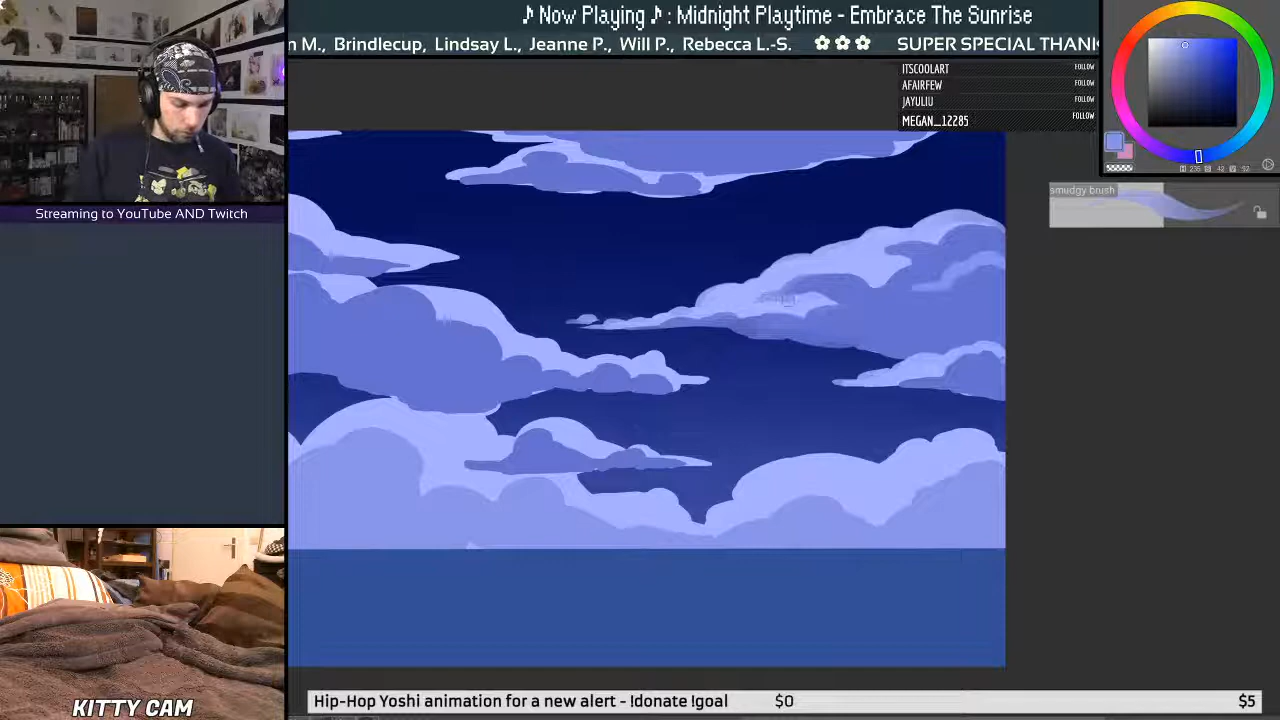 ♪ Now Playing ♪ : Midnight Playtime - Embrace The Sunrise
n M., Brindlecup, Lindsay L., Jeanne P., Will P., Rebecca L.-S. ✿ ✿ ✿ SUPER SPECIAL THANK
ITSCOOLART FOLLOW
AFAIRFEW FOLLOW
JAYULIU FOLLOW
MEGAN_12285 FOLLOW
smudgy brush
Streaming to YouTube AND Twitch
KITTY CAM
Hip-Hop Yoshi animation for a new alert - !donate !goal $0 $5